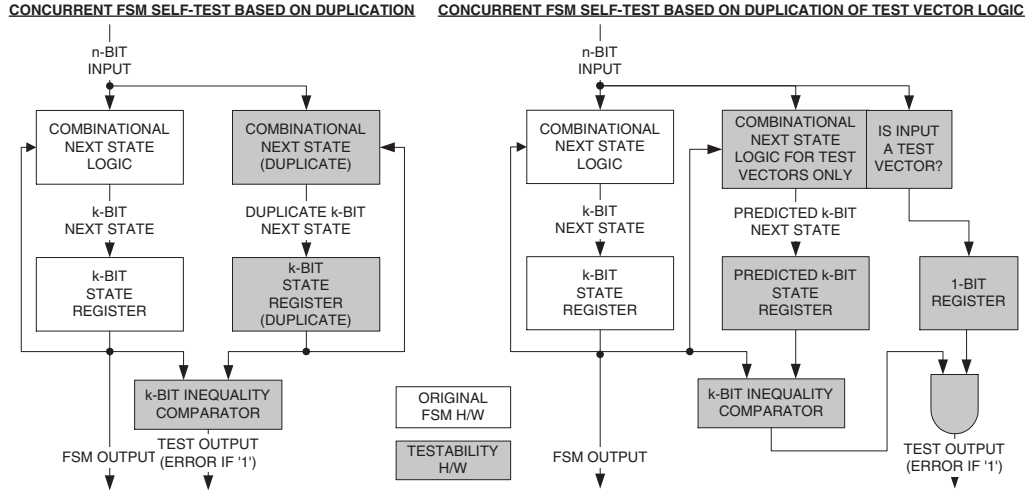 CONCURRENT FSM SELF-TEST BASED ON DUPLICATION
n-BIT
INPUT
COMBINATIONAL
NEXT STATE
LOGIC
COMBINATIONAL
NEXT STATE
(DUPLICATE)
k-BIT
NEXT STATE
DUPLICATE k-BIT
NEXT STATE
k-BIT
STATE
REGISTER
k-BIT
STATE
REGISTER
(DUPLICATE)
k-BIT INEQUALITY
COMPARATOR
FSM OUTPUT
TEST OUTPUT
(ERROR IF '1')
ORIGINAL
FSM H/W
TESTABILITY
H/W
CONCURRENT FSM SELF-TEST BASED ON DUPLICATION OF TEST VECTOR LOGIC
n-BIT
INPUT
COMBINATIONAL
NEXT STATE
LOGIC
COMBINATIONAL
NEXT STATE
LOGIC FOR TEST
VECTORS ONLY
IS INPUT
A TEST
VECTOR?
k-BIT
NEXT STATE
PREDICTED k-BIT
NEXT STATE
k-BIT
STATE
REGISTER
PREDICTED k-BIT
STATE
REGISTER
1-BIT
REGISTER
k-BIT INEQUALITY
COMPARATOR
FSM OUTPUT
TEST OUTPUT
(ERROR IF '1')